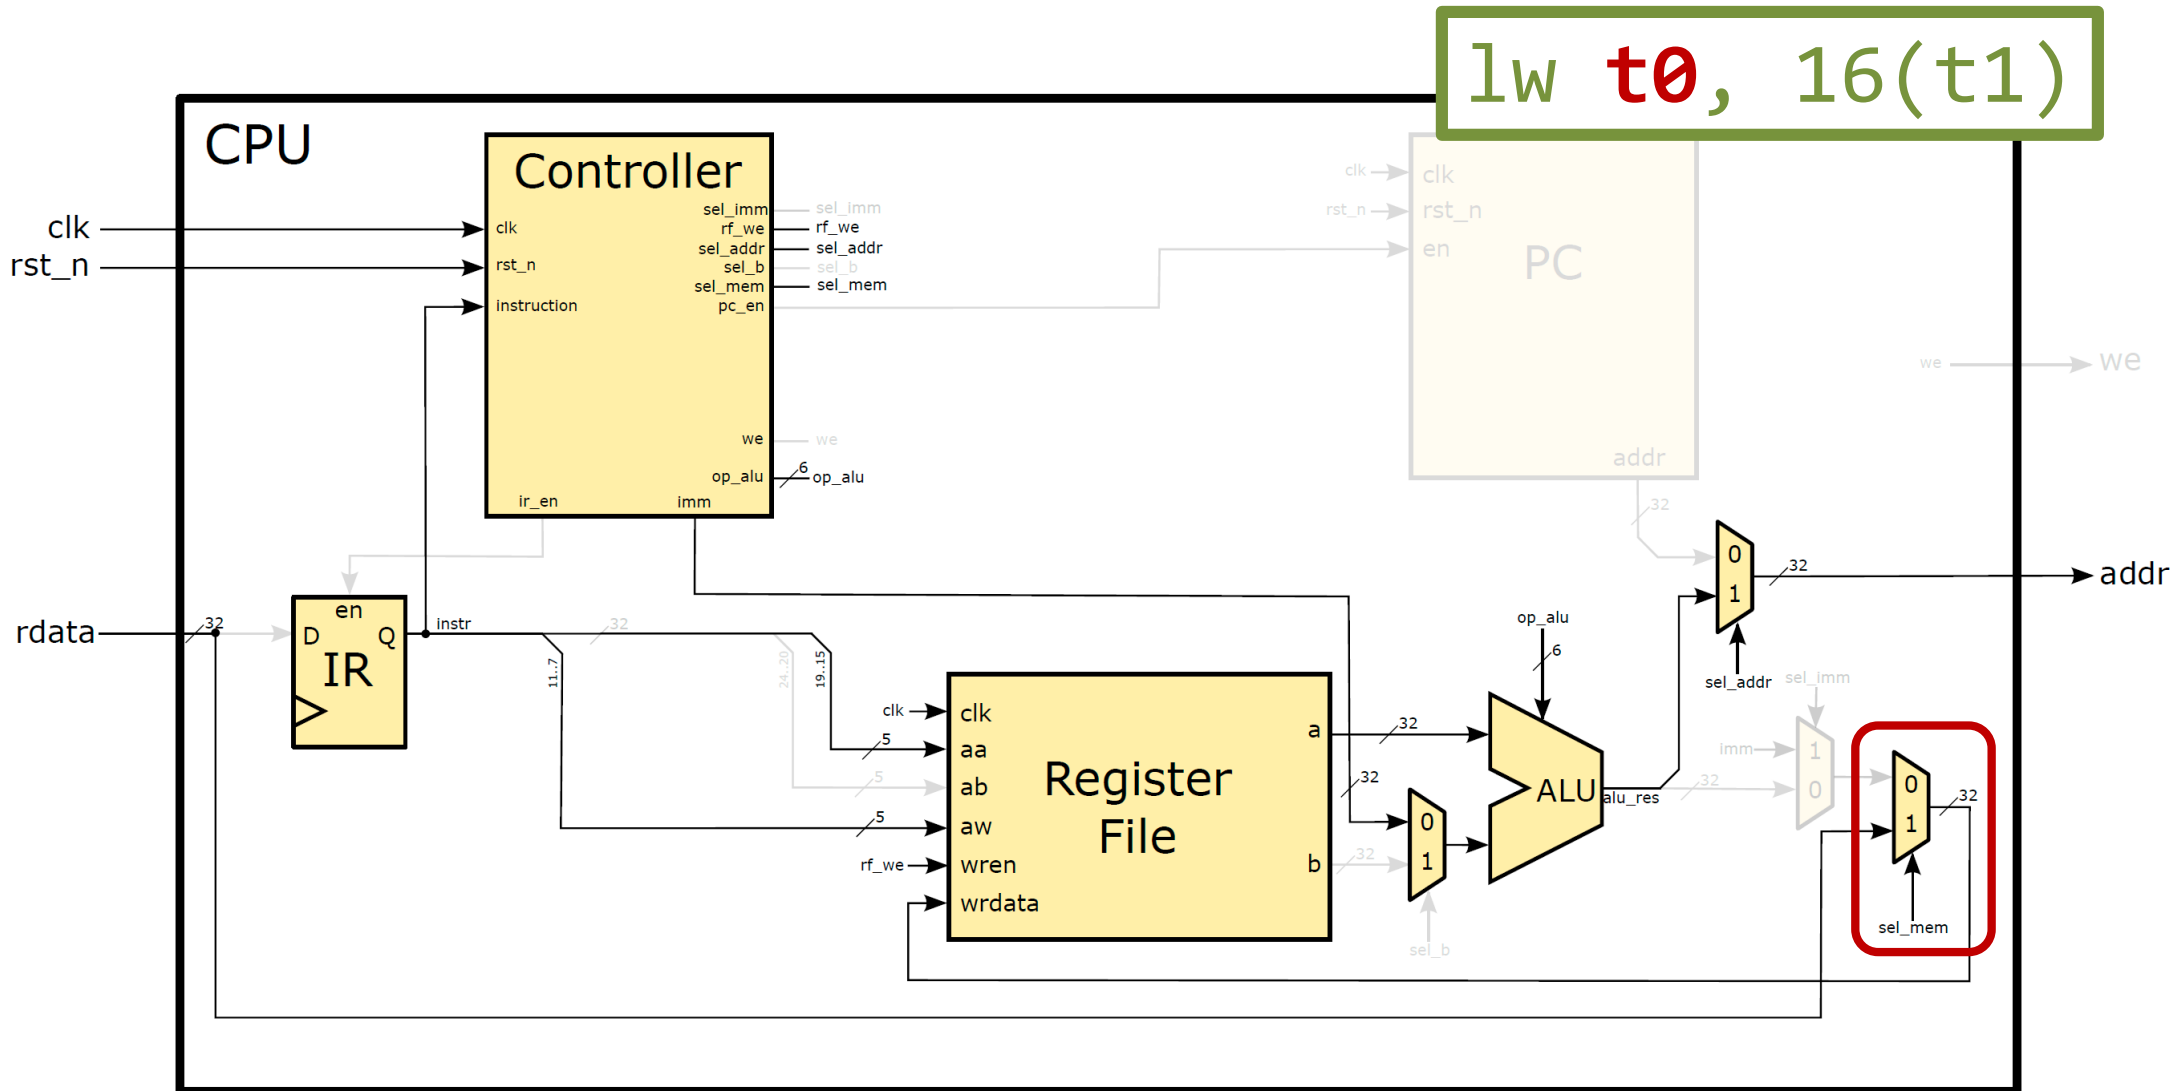 lw t0, 16(t1)
CPU
Controller
clk
rst_n
clk
rst_n
instruction
sel_imm
rf_we
sel_addr
sel_b
sel_mem
pc_en
sel_imm
rf_we
sel_addr
sel_b
sel_mem
we
we
op_alu
6
op_alu
ir_en
imm
clk
clk
rst_n
rst_n
en
PC
addr
32
we
we
0
1
32
addr
sel_addr
rdata
32
en
D
Q
IR
instr
32
11..7
24..20
19..15
clk
clk
5
aa
5
ab
5
aw
rf_we
wren
wrdata
Register
File
a
b
32
32
32
0
1
sel_b
op_alu
6
ALU
alu_res
32
sel_imm
imm
1
0
0
1
32
sel_mem